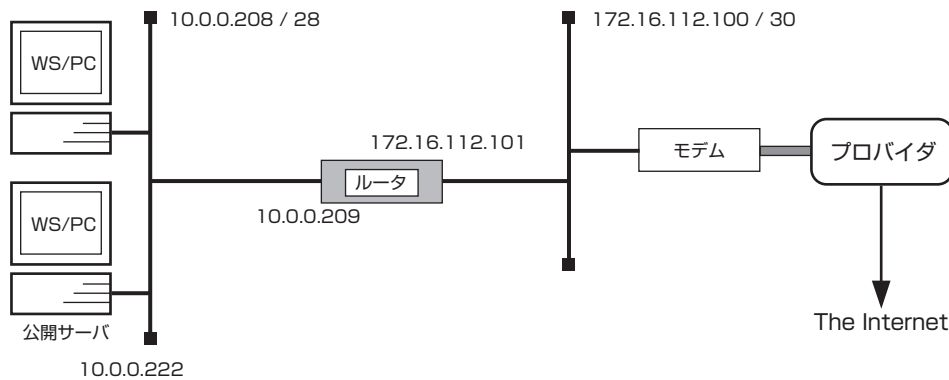 10.0.0.208 / 28
172.16.112.100 / 30
WS/PC
172.16.112.101
モデム
プロバイダ
ルータ
10.0.0.209
WS/PC
公開サーバ
The Internet
10.0.0.222